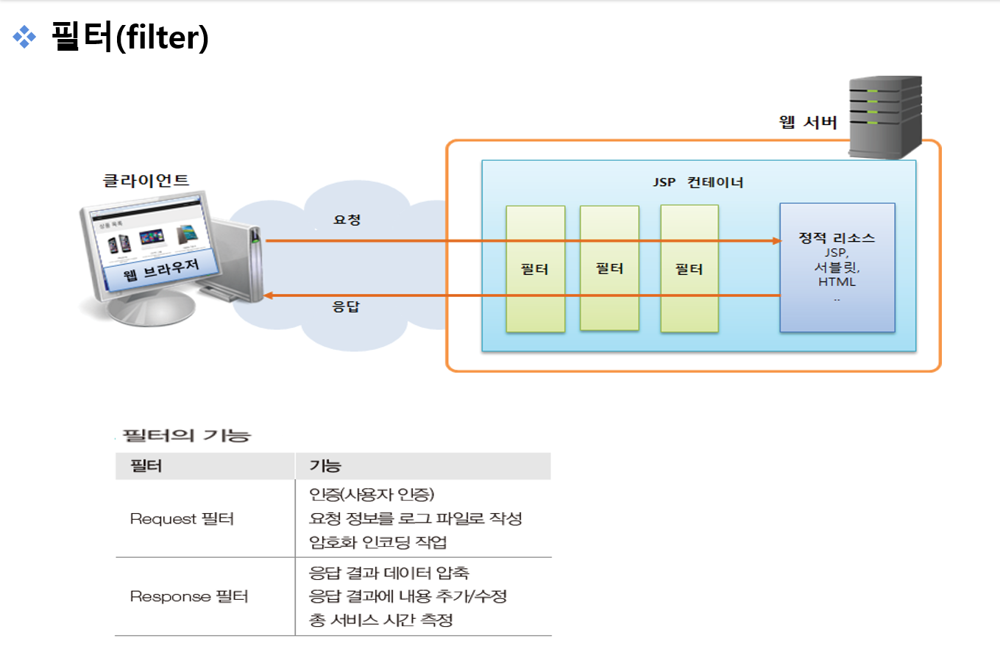 필터(filter)
웹 서버
클라이언트
JSP 컨테이너
요청
상품 목록
정적 리소스
JSP,
서블릿,
HTML
..
필터
필터
필터
웹 브라우저
응답
필터의 기능
필터 기능
Request 필터
인증(사용자 인증)
요청 정보를 로그 파일로 작성
암호화 인코딩 작업
Response 필터
응답 결과 데이터 압축
응답 결과에 내용 추가/수정
총 서비스 시간 측정